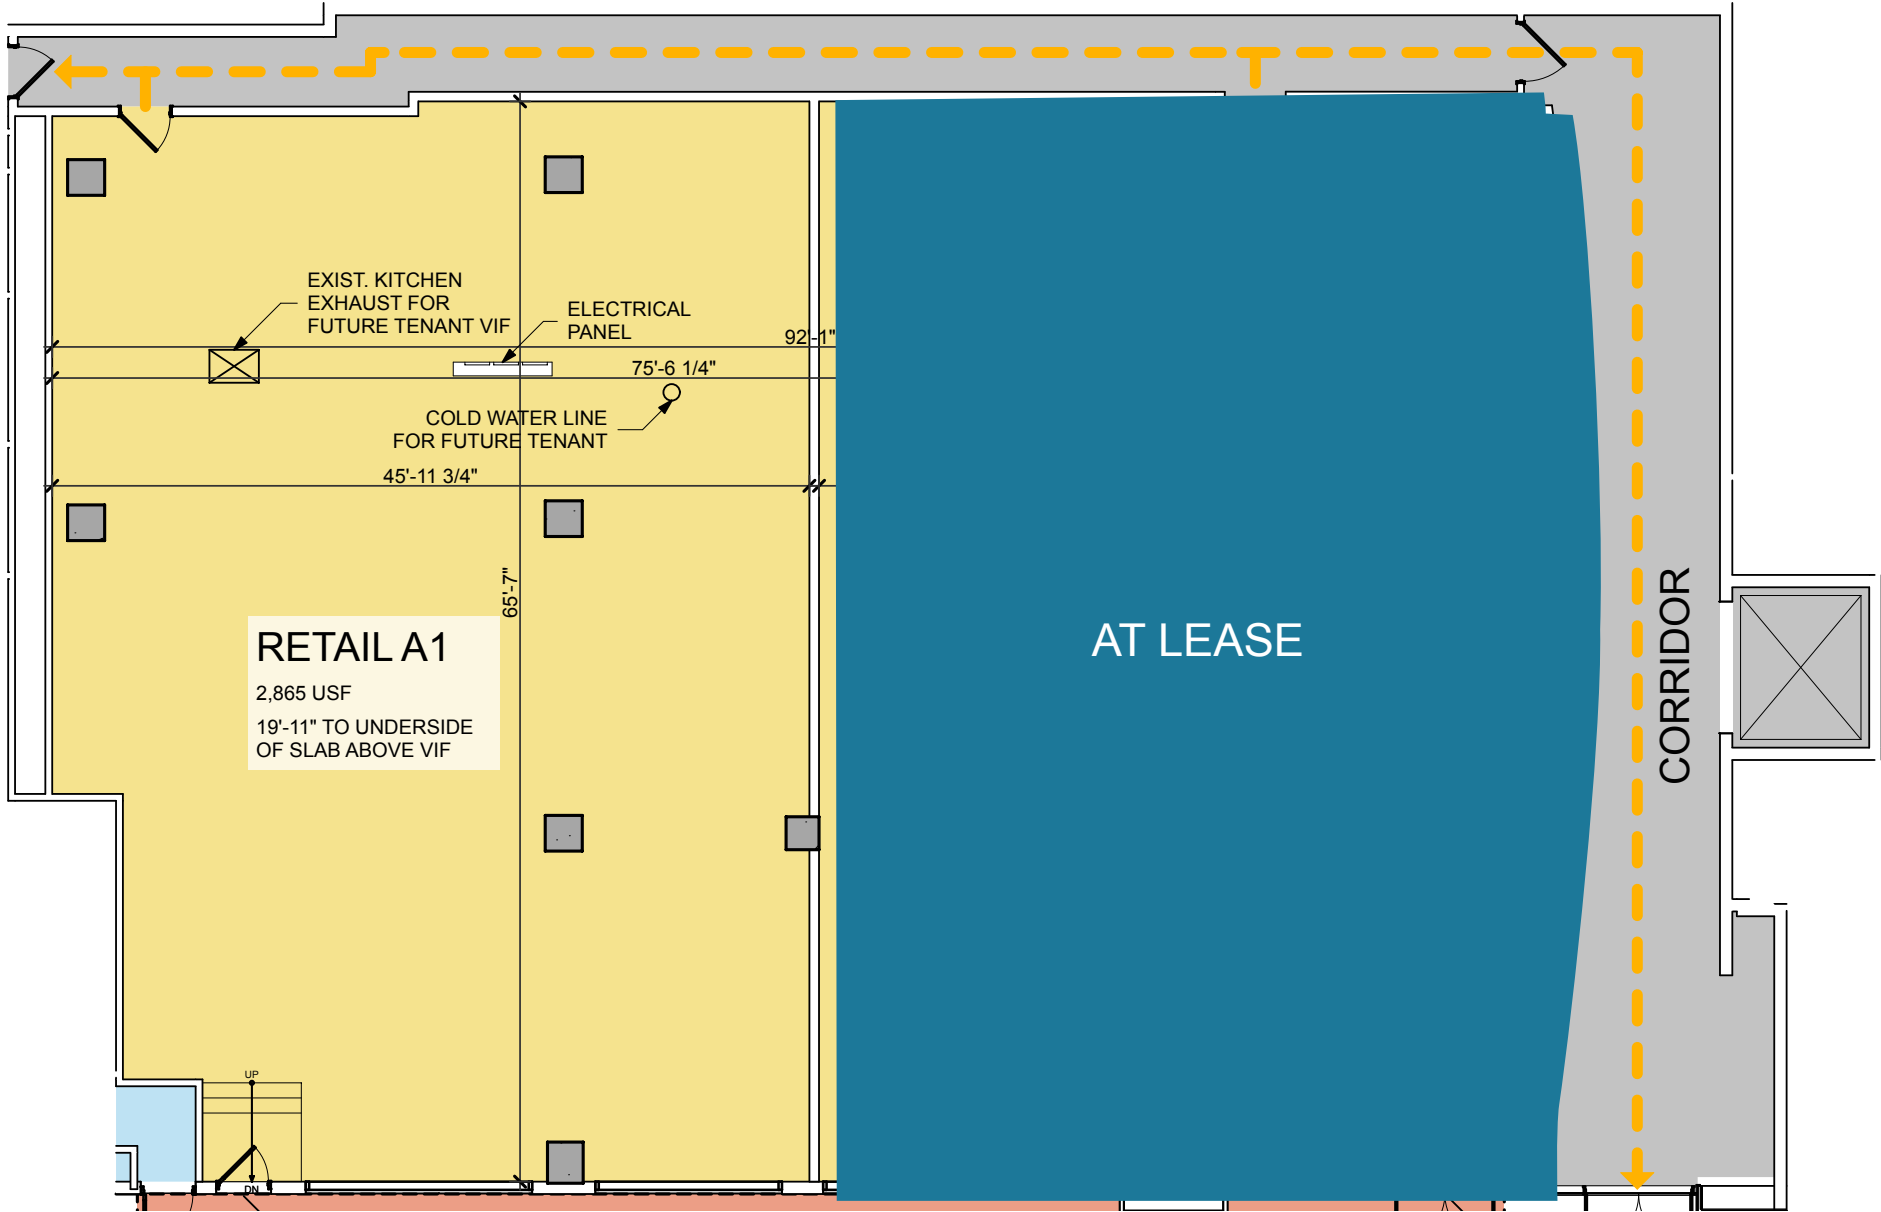 EXIST. KITCHEN
EXHAUST FOR
FUTURE TENANT VIF
ELECTRICAL
PANEL
92'-1"
75'-6 1/4"
COLD WATER LINE
FOR FUTURE TENANT
45'-11 3/4"
65'-7"
RETAIL A1
2,865 USF
19'-11" TO UNDERSIDE
OF SLAB ABOVE VIF
AT LEASE
CORRIDOR
UP
DN